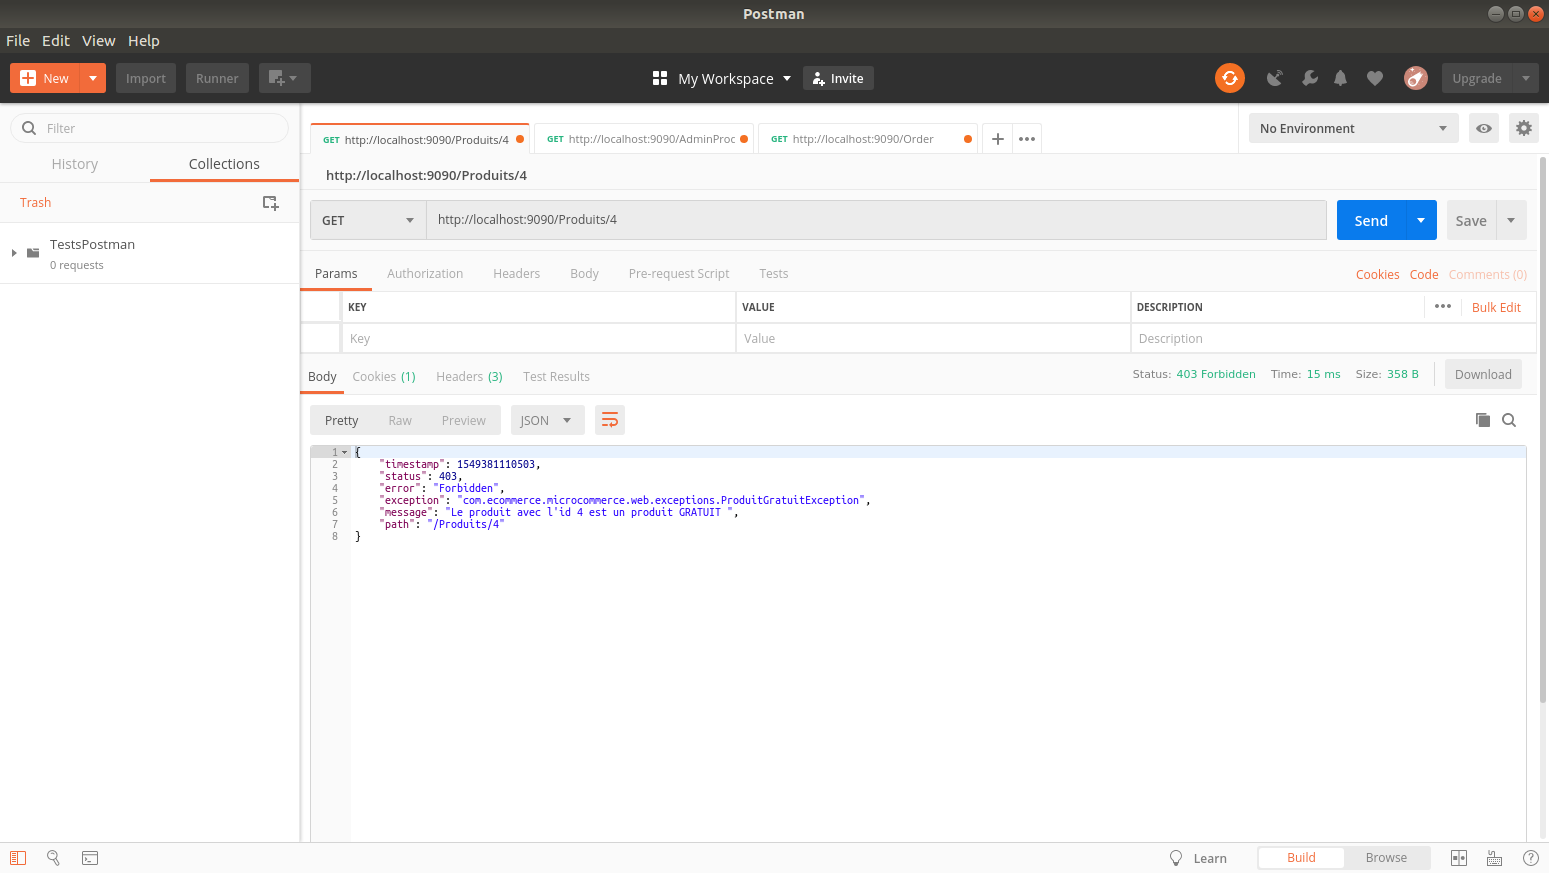 Postman
File Edit View Help
New Import Runner My Workspace Invite Upgrade
Filter
History Collections
Trash
TestsPostman
0 requests
GET http://localhost:9090/Produits/4 GET http://localhost:9090/AdminProc GET http://localhost:9090/Order No Environment
http://localhost:9090/Produits/4
GET http://localhost:9090/Produits/4 Send Save
Params Authorization Headers Body Pre-request Script Tests Cookies Code Comments (0)
KEY VALUE DESCRIPTION Bulk Edit
Key Value Description
Body Cookies (1) Headers (3) Test Results Status: 403 Forbidden Time: 15 ms Size: 358 B Download
Pretty Raw Preview JSON
1 {
2 "timestamp": 1549381110503,
3 "status": 403,
4 "error": "Forbidden",
5 "exception": "com.ecommerce.microcommerce.web.exceptions.ProduitGratuitException",
6 "message": "Le produit avec l'id 4 est un produit GRATUIT ",
7 "path": "/Produits/4"
8 }
Learn Build Browse